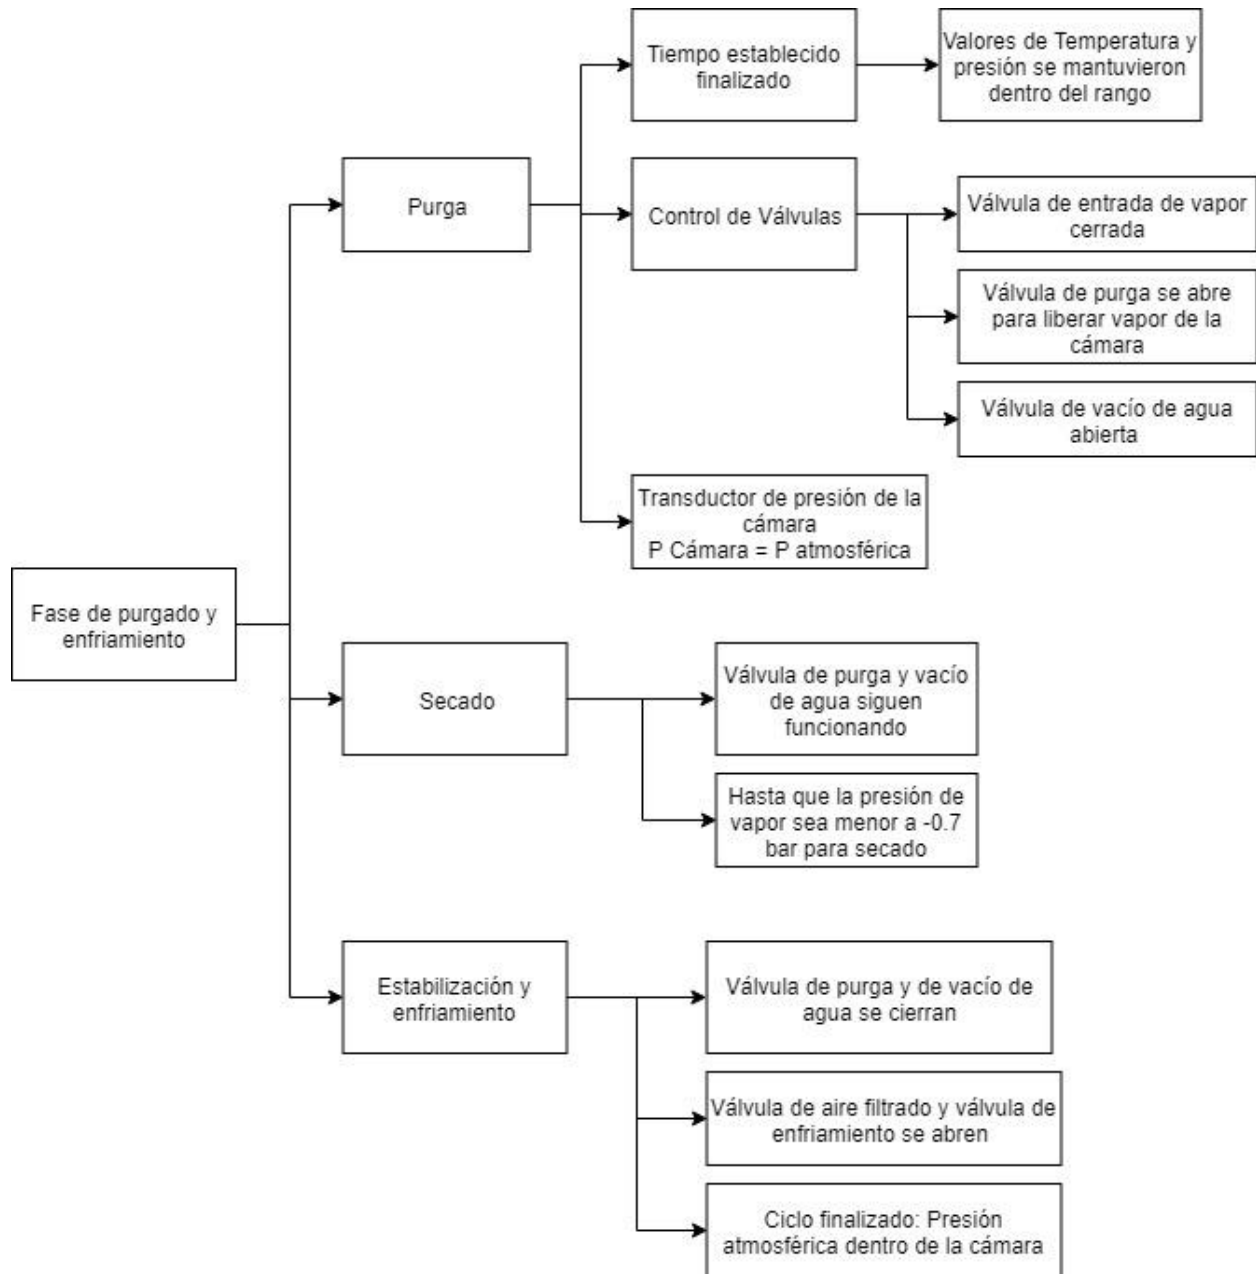 Tiempo establecido
finalizado
Valores de Temperatura y
presión se mantuvieron
dentro del rango
Purga
Control de Válvulas
Válvula de entrada de vapor
cerrada
Válvula de purga se abre
para liberar vapor de la
cámara
Válvula de vacío de agua
abierta
Transductor de presión de la
cámara
P Cámara = P atmosférica
Fase de purgado y
enfriamiento
Secado
Válvula de purga y vacío
de agua siguen
funcionando
Hasta que la presión de
vapor sea menor a -0.7
bar para secado
Estabilización y
enfriamiento
Válvula de purga y de vacío de
agua se cierran
Válvula de aire filtrado y válvula de
enfriamiento se abren
Ciclo finalizado: Presión
atmosférica dentro de la cámara